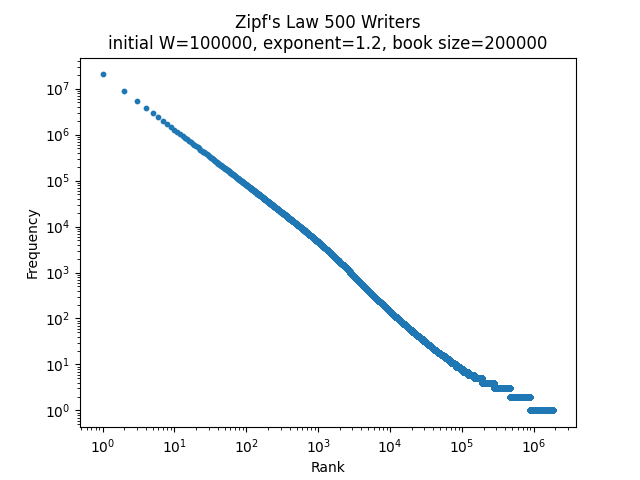 Zipf's Law 500 Writers
initial W=100000, exponent=1.2, book size=200000
Frequency
10⁷
10⁶
10⁵
10⁴
10³
10²
10¹
10⁰
10⁰ 10¹ 10² 10³ 10⁴ 10⁵ 10⁶
Rank